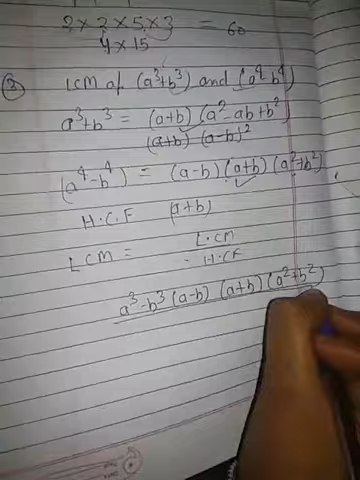 2 × 2 × 5 × 3 = 60
4 × 15
③ LCM of (a³+b³) and (a⁴-b⁴)
a³+b³ = (a+b) (a²-ab+b²)
(a+b) (a-b)²
(a⁴-b⁴) = (a-b) (a+b) (a²+b²)
H.C.F (a+b)
LCM = L.CM
H.CF
a³-b³ (a-b) (a+b) (a²+b²)